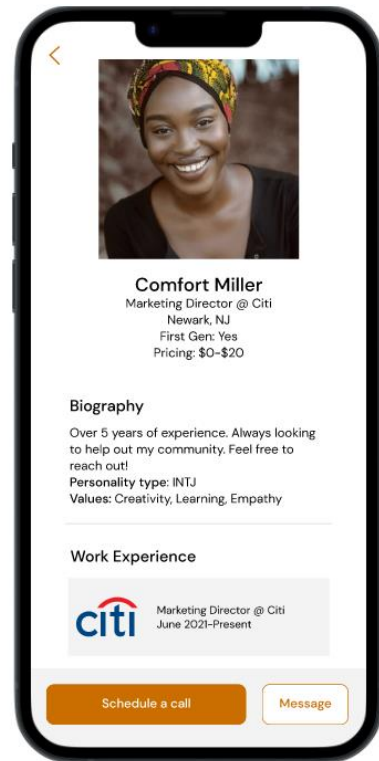 Comfort Miller
Marketing Director @ Citi
Newark, NJ
First Gen: Yes
Pricing: $0-$20
Biography
Over 5 years of experience. Always looking
to help out my community. Feel free to
reach out!
Personality type: INTJ
Values: Creativity, Learning, Empathy
Work Experience
citi
Marketing Director @ Citi
June 2021-Present
Schedule a call
Message